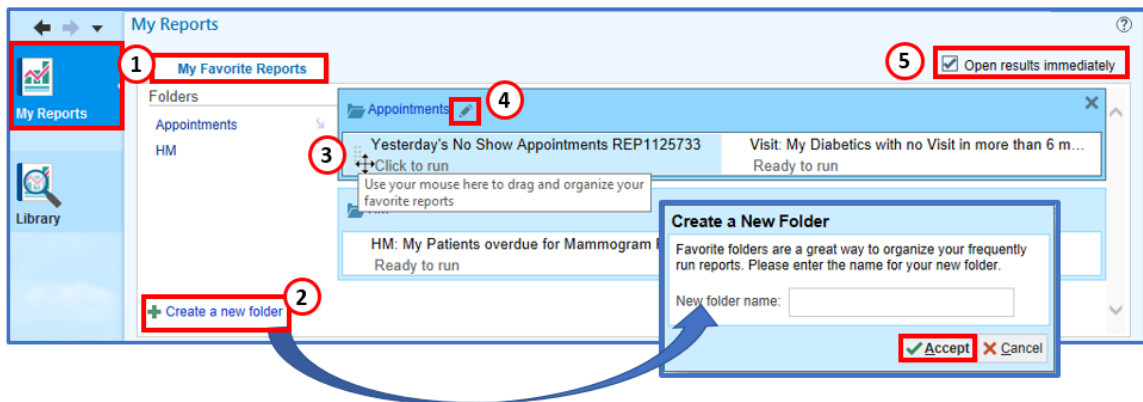 My Reports
1
My Favorite Reports
5
Open results immediately
My Reports
Folders
Appointments
HM
Appointments
4
3
Yesterday's No Show Appointments REP1125733
Click to run
Visit: My Diabetics with no Visit in more than 6 m...
Ready to run
Use your mouse here to drag and organize your
favorite reports
Library
HM: My Patients overdue for Mammogram
Ready to run
2
Create a new folder
Create a New Folder
Favorite folders are a great way to organize your frequently
run reports. Please enter the name for your new folder.
New folder name:
Accept
Cancel